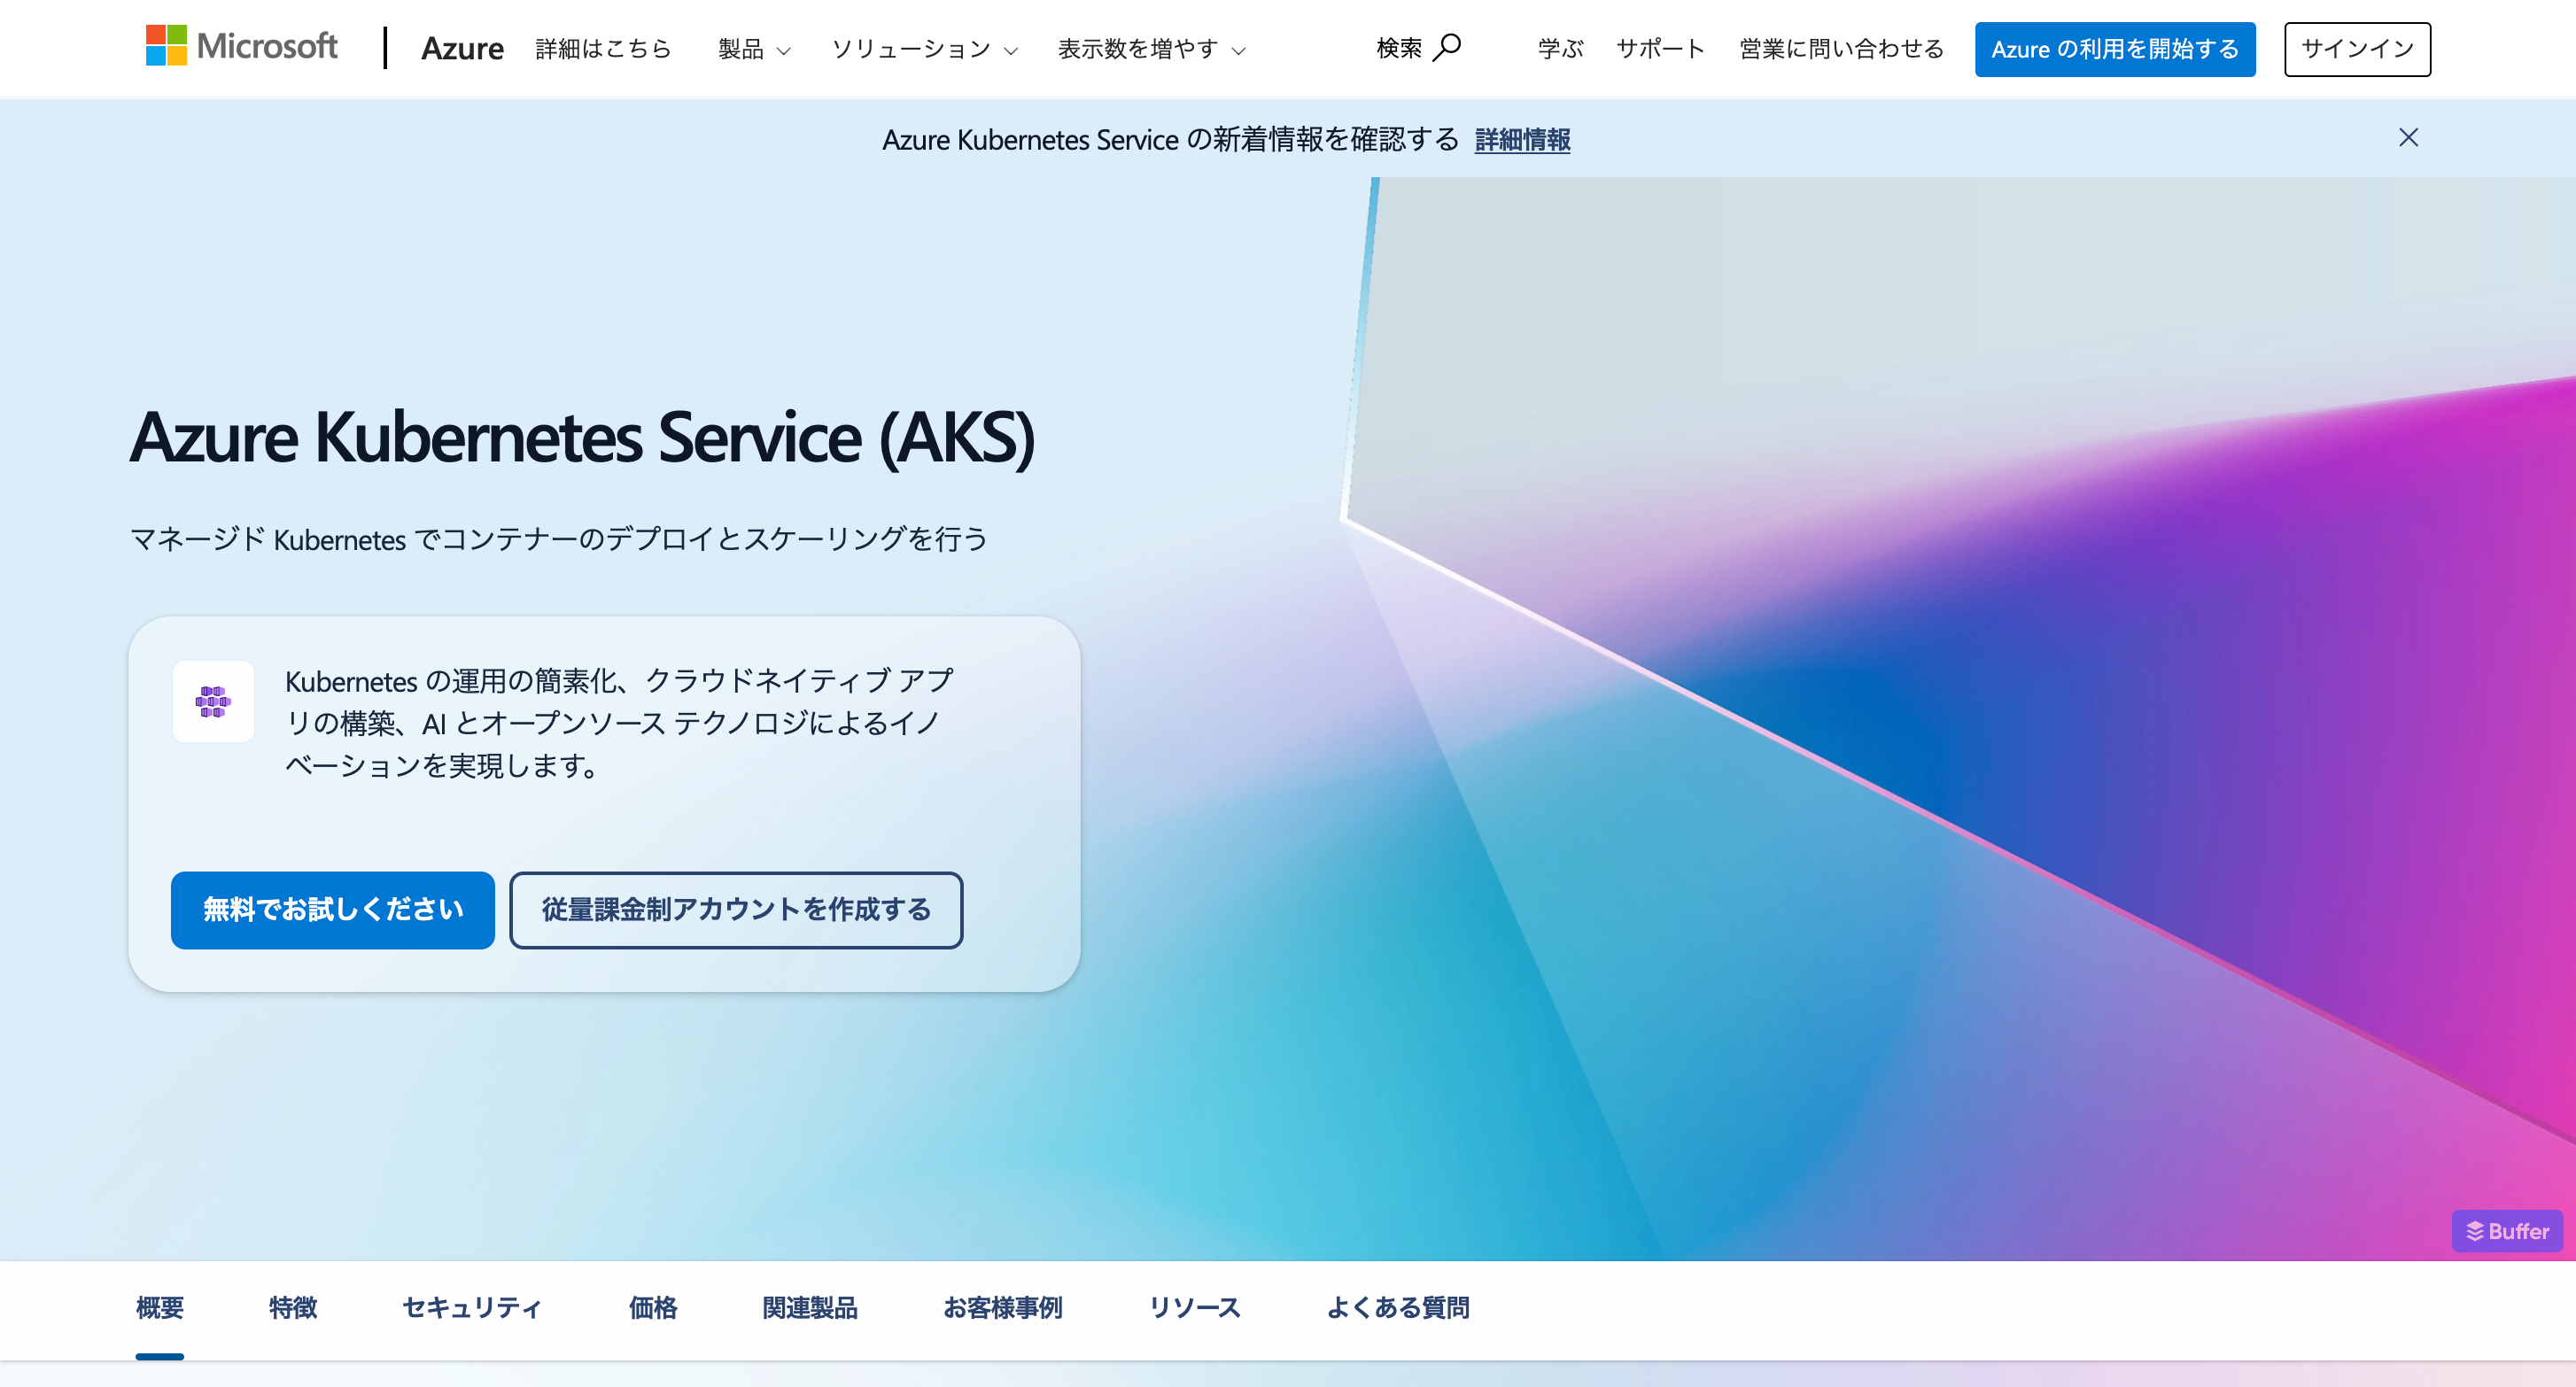 Microsoft
Azure
詳細はこちら
製品
ソリューション
表示数を増やす
検索
学ぶ
サポート
営業に問い合わせる
Azure の利用を開始する
サインイン
Azure Kubernetes Service の新着情報を確認する 詳細情報
Azure Kubernetes Service (AKS)
マネージド Kubernetes でコンテナーのデプロイとスケーリングを行う
Kubernetes の運用の簡素化、クラウドネイティブ アプ
リの構築、AI とオープンソース テクノロジによるイノ
ベーションを実現します。
無料でお試しください
従量課金制アカウントを作成する
Buffer
概要
特徴
セキュリティ
価格
関連製品
お客様事例
リソース
よくある質問